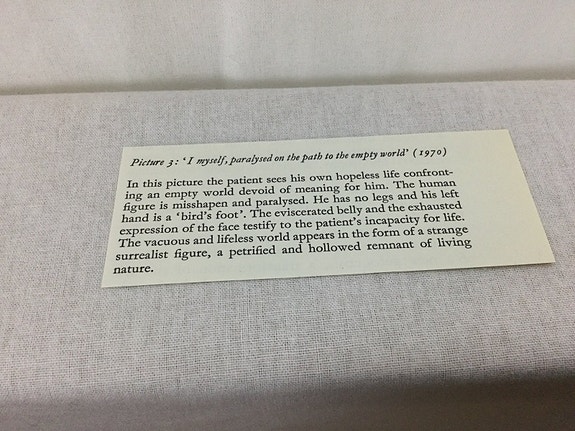 Picture 3: ‘I myself, paralysed on the path to the empty world’ (1970)
In this picture the patient sees his own hopeless life confront-
ing an empty world devoid of meaning for him. The human
figure is misshapen and paralysed. He has no legs and his left
hand is a ‘bird's foot’. The eviscerated belly and the exhausted
expression of the face testify to the patient's incapacity for life.
The vacuous and lifeless world appears in the form of a strange
surrealist figure, a petrified and hollowed remnant of living
nature.